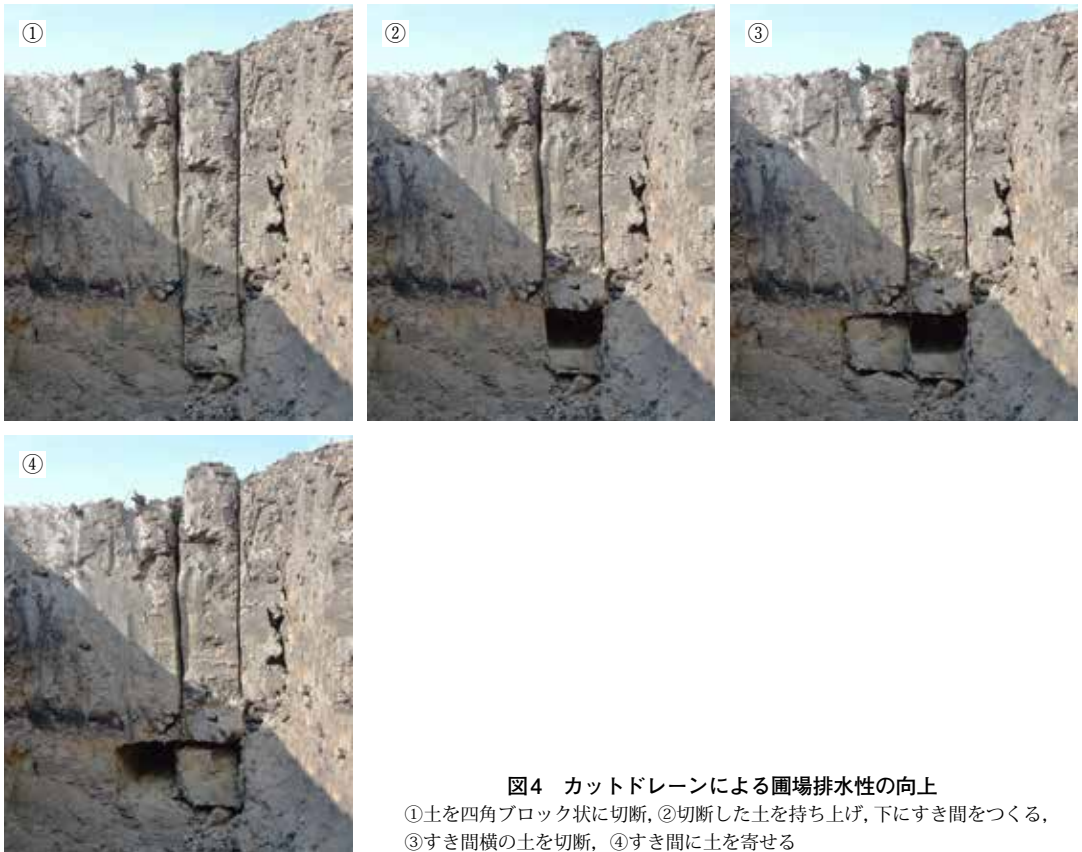 ①
②
③
④
図4　カットドレーンによる圃場排水性の向上
①土を四角ブロック状に切断，②切断した土を持ち上げ，下にすき間をつくる，
③すき間横の土を切断，④すき間に土を寄せる